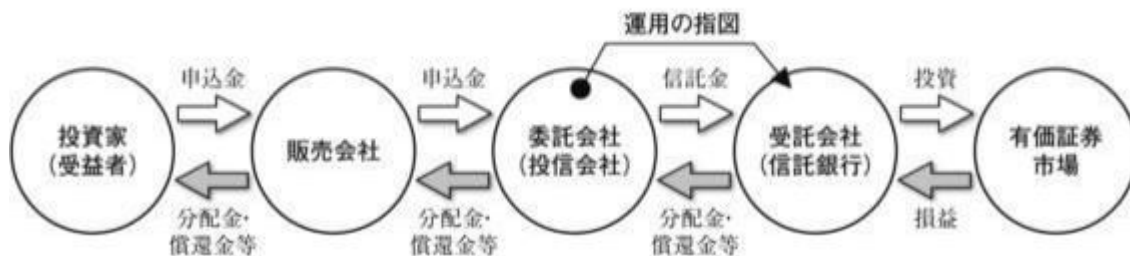 運用の指図
申込金
申込金
信託金
投資
投資家
(受益者)
販売会社
委託会社
(投信会社)
受託会社
(信託銀行)
有価証券
市場
分配金・
償還金等
分配金・
償還金等
分配金・
償還金等
損益